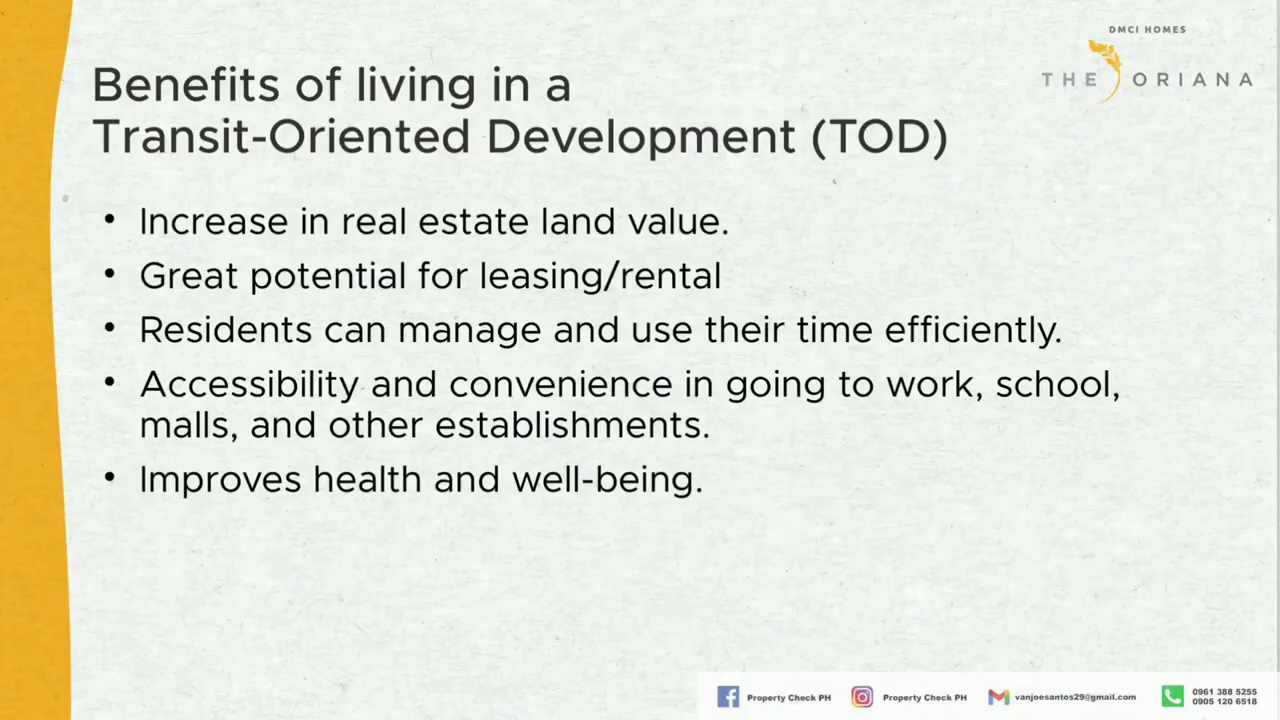 DMCI HOMES
THE ORIANA
Benefits of living in a
Transit-Oriented Development (TOD)
• Increase in real estate land value.
• Great potential for leasing/rental
• Residents can manage and use their time efficiently.
• Accessibility and convenience in going to work, school,
malls, and other establishments.
• Improves health and well-being.
Property Check PH
Property Check PH
vanjoesantos29@gmail.com
0961 388 5255
0905 120 6518